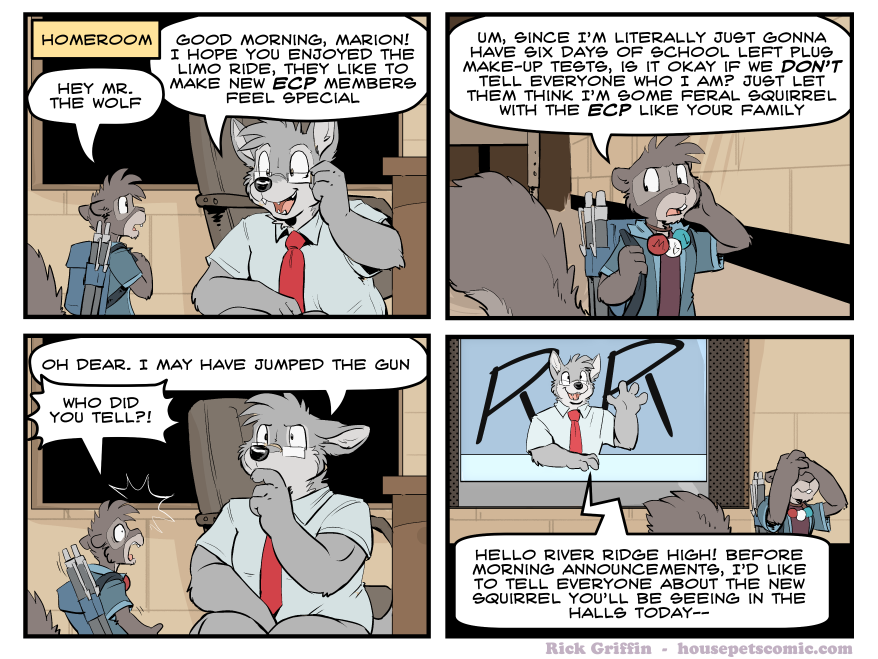 HOMEROOM
HEY MR.
THE WOLF
GOOD MORNING, MARION!
I HOPE YOU ENJOYED THE
LIMO RIDE, THEY LIKE TO
MAKE NEW ECP MEMBERS
FEEL SPECIAL
UM, SINCE I'M LITERALLY JUST GONNA
HAVE SIX DAYS OF SCHOOL LEFT PLUS
MAKE-UP TESTS, IS IT OKAY IF WE DON'T
TELL EVERYONE WHO I AM? JUST LET
THEM THINK I'M SOME FERAL SQUIRREL
WITH THE ECP LIKE YOUR FAMILY
OH DEAR. I MAY HAVE JUMPED THE GUN
WHO DID
YOU TELL?!
RR
HELLO RIVER RIDGE HIGH! BEFORE
MORNING ANNOUNCEMENTS, I'D LIKE
TO TELL EVERYONE ABOUT THE NEW
SQUIRREL YOU'LL BE SEEING IN THE
HALLS TODAY--
Rick Griffin - housepetscomic.com